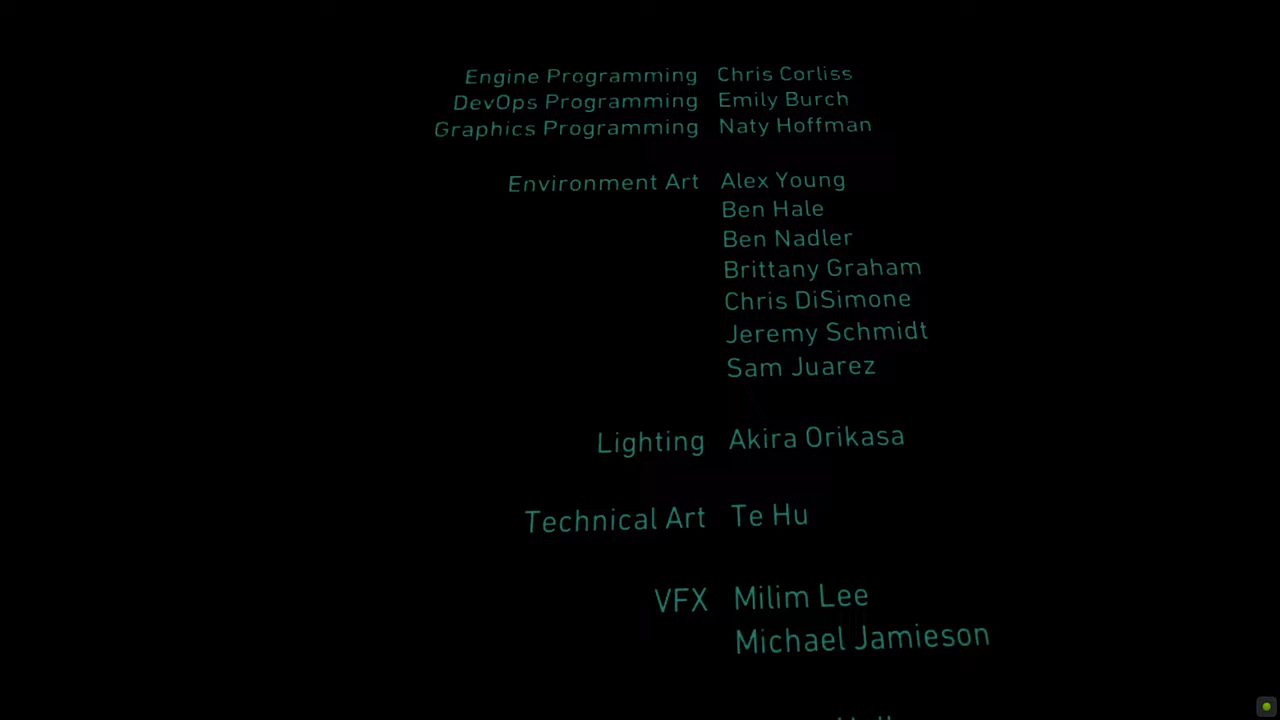 Engine Programming Chris Corliss
DevOps Programming Emily Burch
Graphics Programming Naty Hoffman
Environment Art Alex Young
Ben Hale
Ben Nadler
Brittany Graham
Chris DiSimone
Jeremy Schmidt
Sam Juarez
Lighting Akira Orikasa
Technical Art Te Hu
VFX Milim Lee
Michael Jamieson